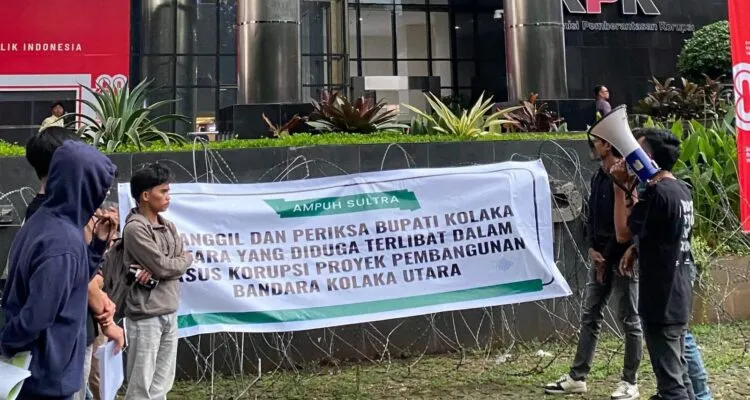 KPK
Komisi Pemberantasan Korupsi
LIK INDONESIA
AMPUH SULTRA
ANGGIL DAN PERIKSA BUPATI KOLAKA
ARA YANG DIDUGA TERLIBAT DALAM
SUS KORUPSI PROYEK PEMBANGUNAN
BANDARA KOLAKA UTARA